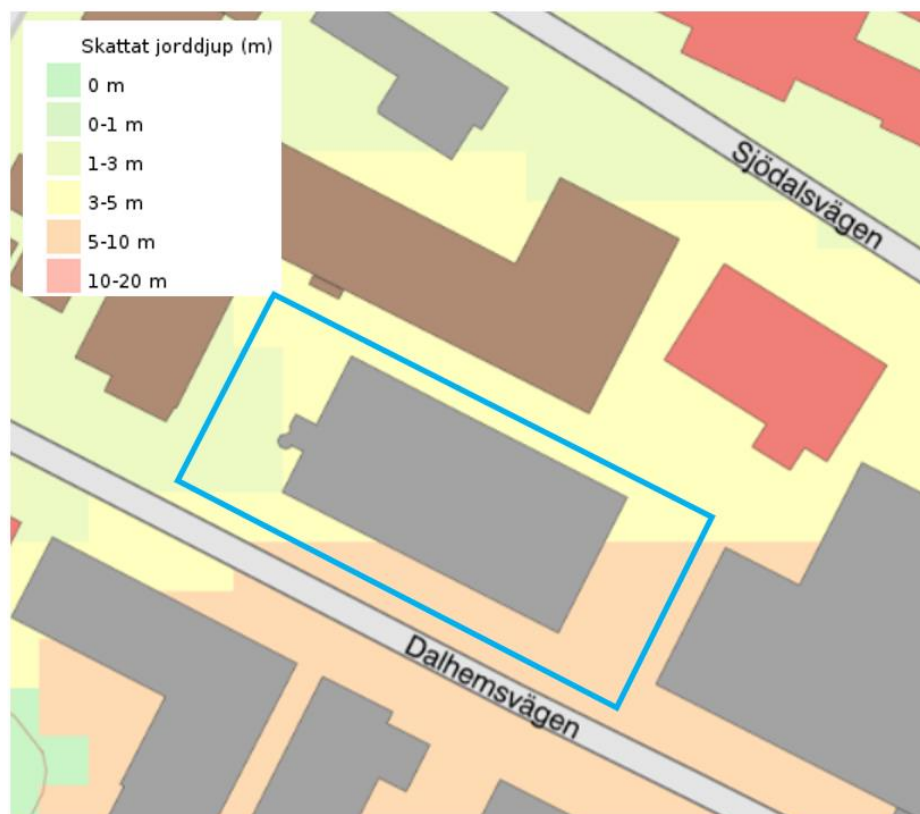 Skattat jorddjup (m)
0 m
0-1 m
1-3 m
3-5 m
5-10 m
10-20 m
Sjödalsvägen
Dalhemsvägen